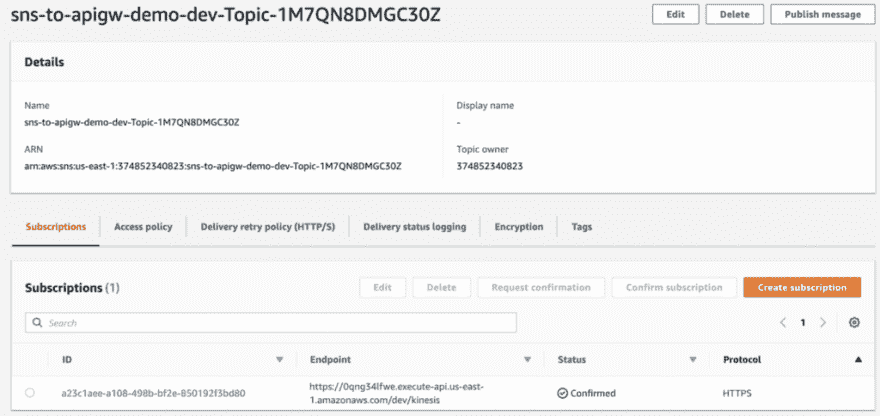 sns-to-apigw-demo-dev-Topic-1M7QN8DMGC30Z
Edit
Delete
Publish message
Details
Name
sns-to-apigw-demo-dev-Topic-1M7QN8DMGC30Z
Display name
-
ARN
arn:aws:sns:us-east-1:374852340823:sns-to-apigw-demo-dev-Topic-1M7QN8DMGC30Z
Topic owner
374852340823
Subscriptions
Access policy
Delivery retry policy (HTTP/S)
Delivery status logging
Encryption
Tags
Subscriptions (1)
Edit
Delete
Request confirmation
Confirm subscription
Create subscription
Search
1
ID
Endpoint
Status
Protocol
a23c1aee-a108-498b-bf2e-850192f3bd80
https://0qng34lfwe.execute-api.us-east-
1.amazonaws.com/dev/kinesis
Confirmed
HTTPS